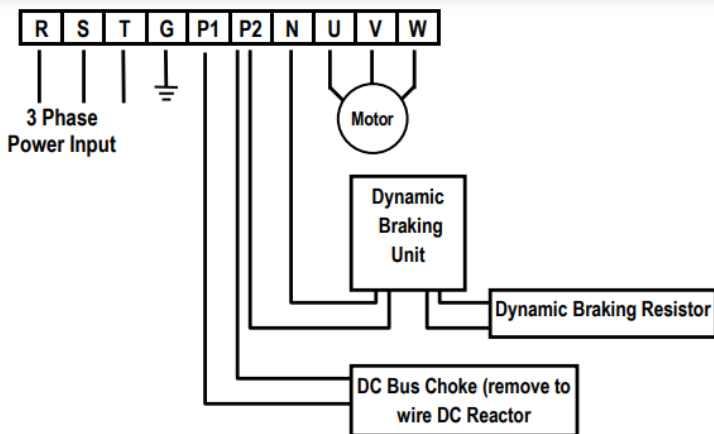 R S T G P1 P2 N U V W
3 Phase
Power Input
Motor
Dynamic
Braking
Unit
Dynamic Braking Resistor
DC Bus Choke (remove to
wire DC Reactor